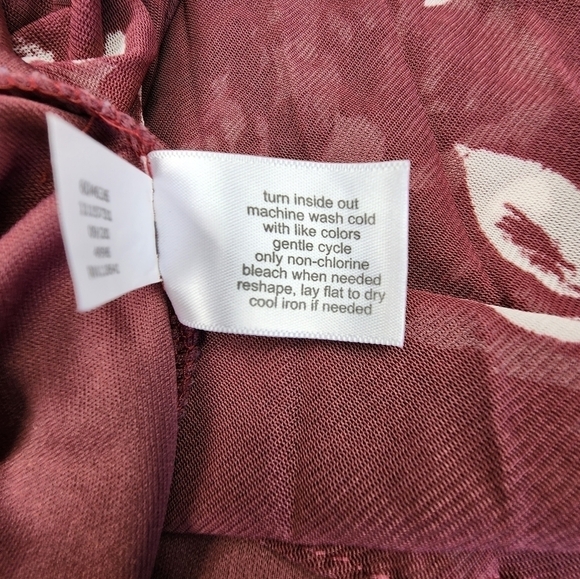 turn inside out
machine wash cold
with like colors
gentle cycle
only non-chlorine
bleach when needed
reshape, lay flat to dry
cool iron if needed